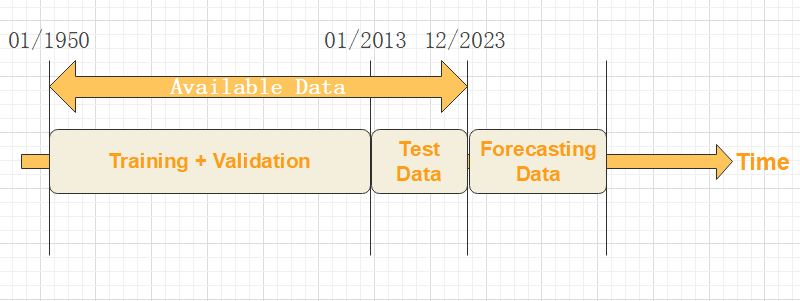 01/1950 01/2013 12/2023
Available Data
Training + Validation
Test
Data
Forecasting
Data
Time